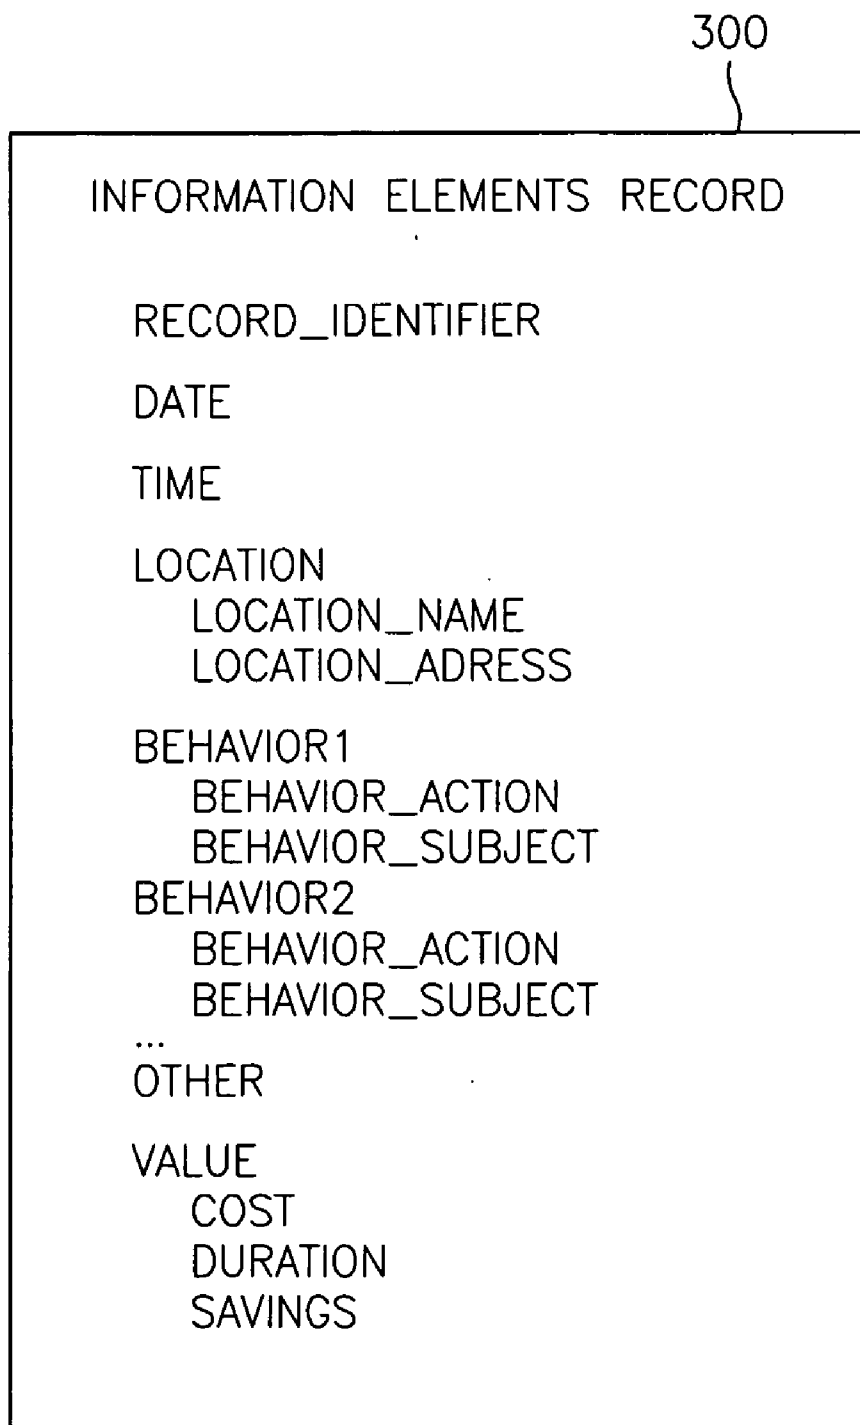 300
INFORMATION ELEMENTS RECORD
RECORD_IDENTIFIER
DATE
TIME
LOCATION
LOCATION_NAME
LOCATION_ADRESS
BEHAVIOR1
BEHAVIOR_ACTION
BEHAVIOR_SUBJECT
BEHAVIOR2
BEHAVIOR_ACTION
BEHAVIOR_SUBJECT
...
OTHER
VALUE
COST
DURATION
SAVINGS